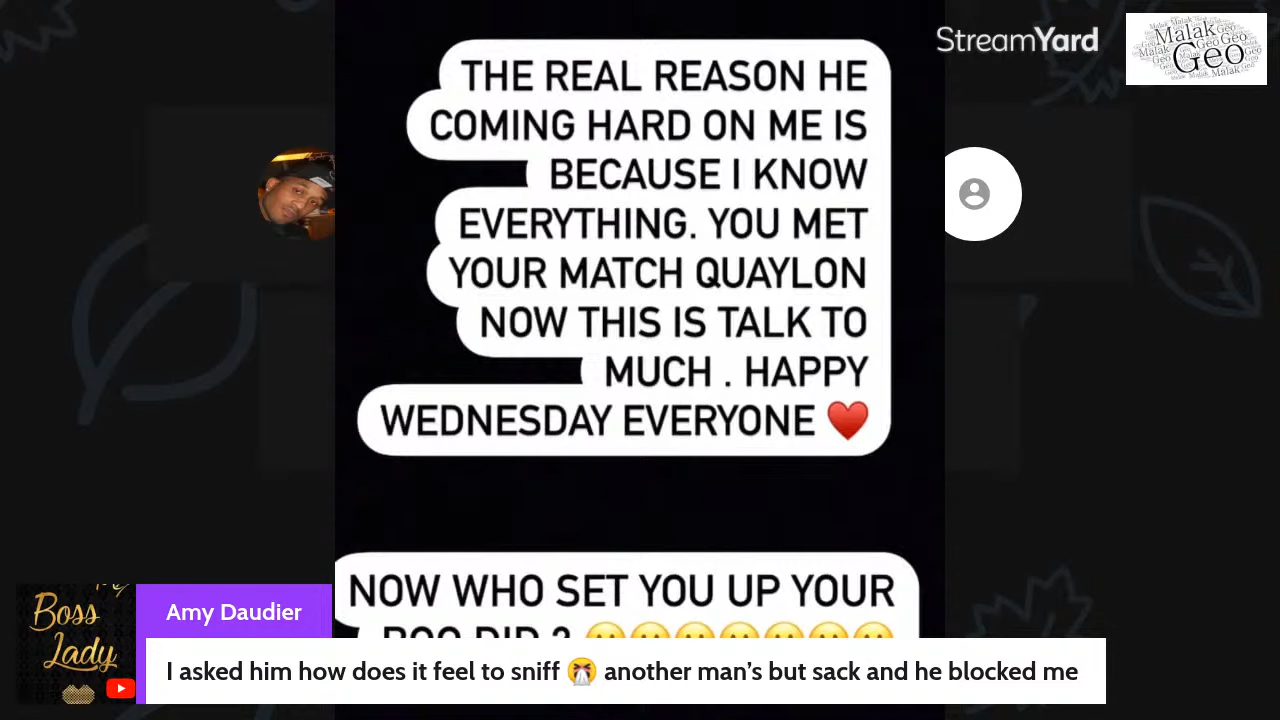 StreamYard
Malak
Geo
THE REAL REASON HE
COMING HARD ON ME IS
BECAUSE I KNOW
EVERYTHING. YOU MET
YOUR MATCH QUAYLON
NOW THIS IS TALK TO
MUCH . HAPPY
WEDNESDAY EVERYONE ❤️
NOW WHO SET YOU UP YOUR
Boss
Lady
Amy Daudier
I asked him how does it feel to sniff 🤧 another man’s but sack and he blocked me